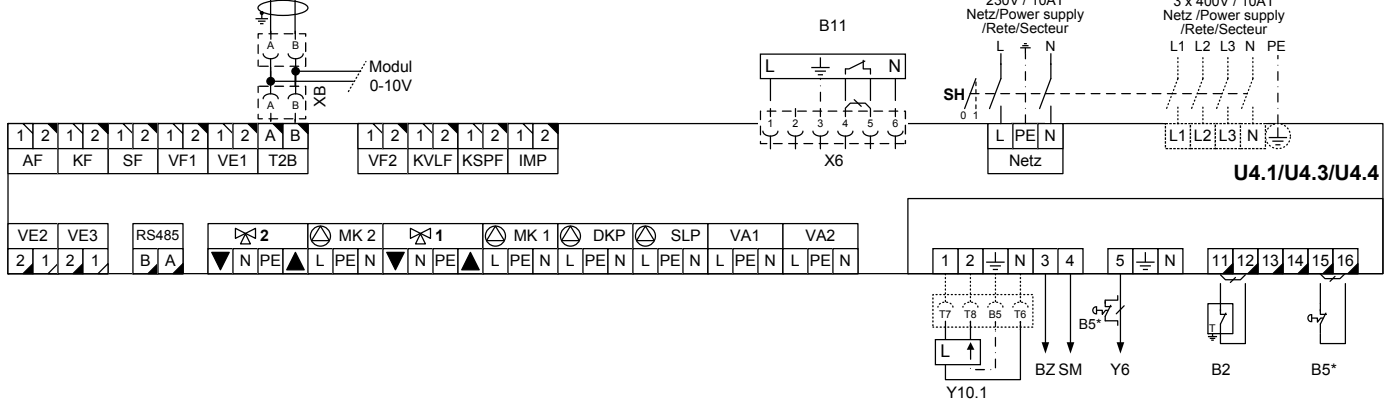 230V / 10AT
Netz/Power supply
/Rete/Secteur
L N
3 x 400V / 10AT
Netz /Power supply
/Rete/Secteur
L1 L2 L3 N PE
B11
L N
A B
Modul
0-10V
A B
XB
SH
0 1
1 2 3 4 5 6
X6
L PE N
Netz
L1 L2 L3 N
1 2 1 2 1 2 1 2 1 2 A B
AF KF SF VF1 VE1 T2B
1 2 1 2 1 2 1 2
VF2 KVLF KSPF IMP
U4.1/U4.3/U4.4
VE2 VE3 RS485 2 MK 2 1 MK 1 DKP SLP VA1 VA2
2 1 2 1 B A N PE L PE N N PE L PE N L PE N L PE N L PE N L PE N
1 2 N 3 4 5 N 11 12 13 14 15 16
T7 T8 B5 T6
B5*
T
L
BZ SM Y6 B2 B5*
Y10.1